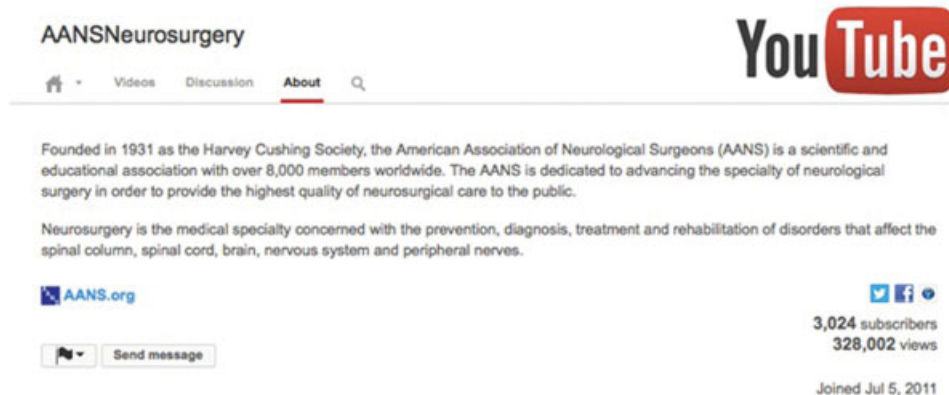 AANSNeurosurgery
YouTube
Videos Discussion About
Founded in 1931 as the Harvey Cushing Society, the American Association of Neurological Surgeons (AANS) is a scientific and
educational association with over 8,000 members worldwide. The AANS is dedicated to advancing the specialty of neurological
surgery in order to provide the highest quality of neurosurgical care to the public.
Neurosurgery is the medical specialty concerned with the prevention, diagnosis, treatment and rehabilitation of disorders that affect the
spinal column, spinal cord, brain, nervous system and peripheral nerves.
AANS.org
3,024 subscribers
328,002 views
Send message
Joined Jul 5, 2011